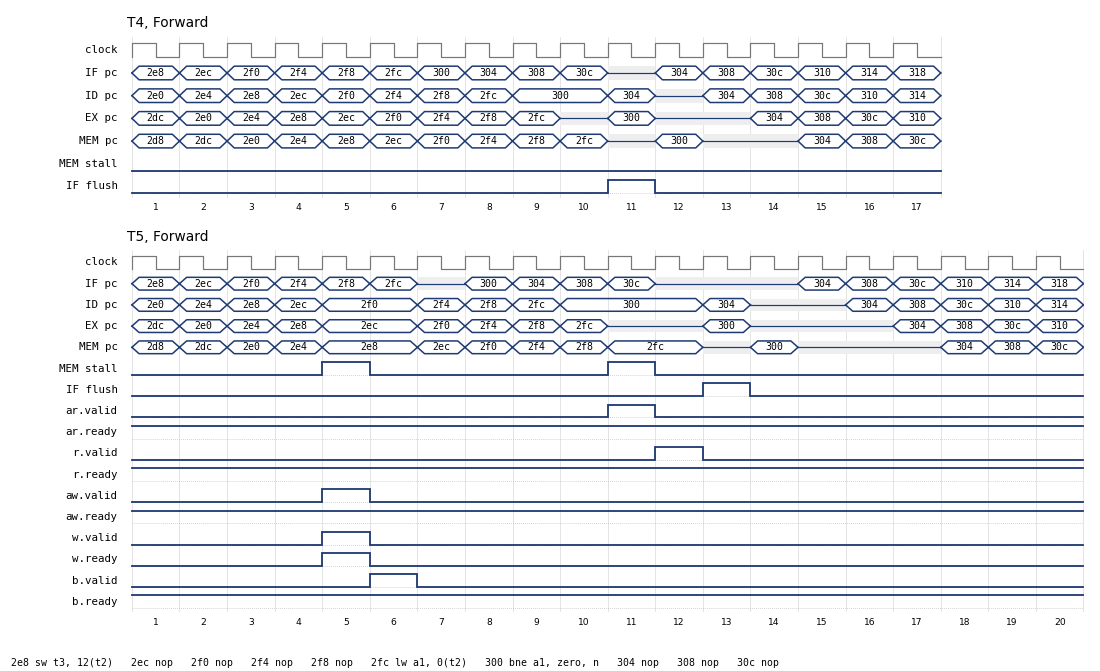 T4, Forward
clock
IF pc 2e8 2ec 2f0 2f4 2f8 2fc 300 304 308 30c 304 308 30c 310 314 318
ID pc 2e0 2e4 2e8 2ec 2f0 2f4 2f8 2fc 300 304 304 308 30c 310 314
EX pc 2dc 2e0 2e4 2e8 2ec 2f0 2f4 2f8 2fc 300 304 308 30c 310
MEM pc 2d8 2dc 2e0 2e4 2e8 2ec 2f0 2f4 2f8 2fc 300 304 308 30c
MEM stall
IF flush
1 2 3 4 5 6 7 8 9 10 11 12 13 14 15 16 17
T5, Forward
clock
IF pc 2e8 2ec 2f0 2f4 2f8 2fc 300 304 308 30c 304 308 30c 310 314 318
ID pc 2e0 2e4 2e8 2ec 2f0 2f4 2f8 2fc 300 304 304 308 30c 310 314
EX pc 2dc 2e0 2e4 2e8 2ec 2f0 2f4 2f8 2fc 300 304 308 30c 310
MEM pc 2d8 2dc 2e0 2e4 2e8 2ec 2f0 2f4 2f8 2fc 300 304 308 30c
MEM stall
IF flush
ar.valid
ar.ready
r.valid
r.ready
aw.valid
aw.ready
w.valid
w.ready
b.valid
b.ready
1 2 3 4 5 6 7 8 9 10 11 12 13 14 15 16 17 18 19 20
2e8 sw t3, 12(t2) 2ec nop 2f0 nop 2f4 nop 2f8 nop 2fc lw a1, 0(t2) 300 bne a1, zero, n 304 nop 308 nop 30c nop